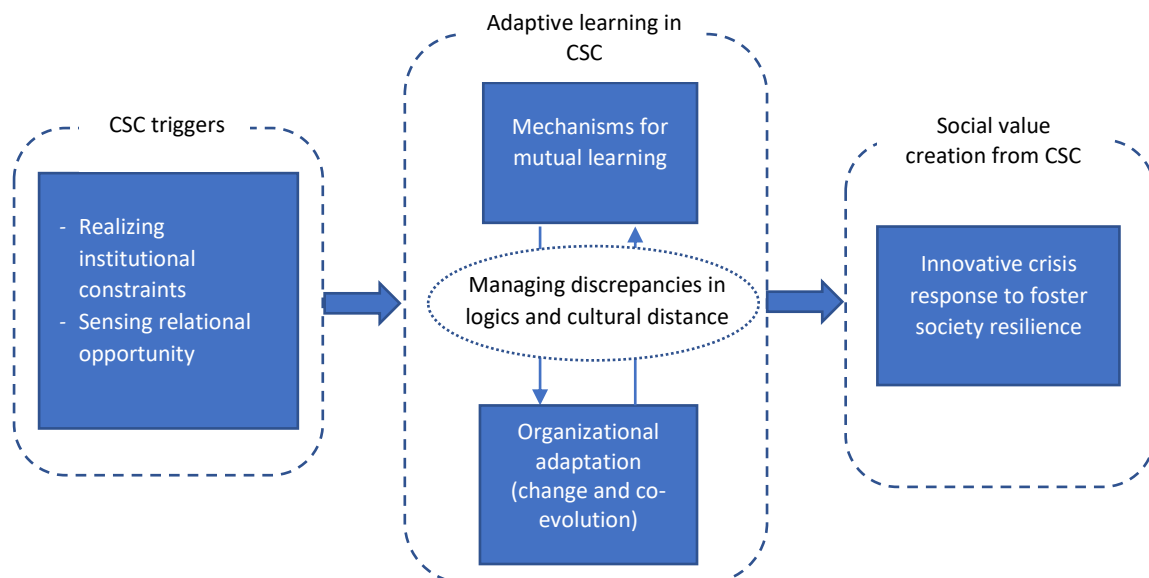 CSC triggers
- Realizing
institutional
constraints
- Sensing relational
opportunity
Adaptive learning in
CSC
Mechanisms for
mutual learning
Managing discrepancies in
logics and cultural distance
Organizational
adaptation
(change and co-
evolution)
Social value
creation from CSC
Innovative crisis
response to foster
society resilience